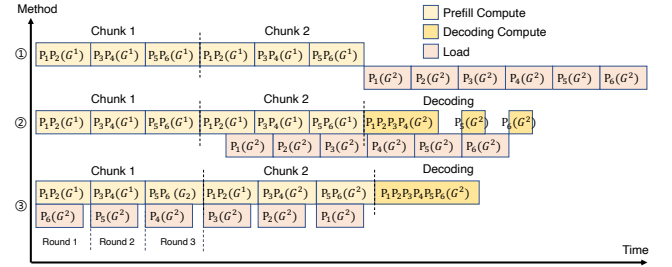 Method
Prefill Compute
Decoding Compute
Load
Chunk 1 Chunk 2
① P₁P₂(G¹) P₃P₄(G¹) P₅P₆(G¹) P₁P₂(G¹) P₃P₄(G¹) P₅P₆(G¹)
P₁(G²) P₂(G²) P₃(G²) P₄(G²) P₅(G²) P₆(G²)
Chunk 1 Chunk 2 Decoding
② P₁P₂(G¹) P₃P₄(G¹) P₅P₆(G¹) P₁P₂(G¹) P₃P₄(G¹) P₅P₆(G¹) P₁P₂P₃P₄(G²) P₅(G²) P₆(G²)
P₁(G²) P₂(G²) P₃(G²) P₄(G²) P₅(G²) P₆(G²)
Chunk 1 Chunk 2 Decoding
P₁P₂(G¹) P₃P₄(G¹) P₅P₆ (G₂) P₁P₂(G¹) P₃P₄(G²) P₅P₆(G²) P₁P₂P₃P₄P₅P₆(G²)
③ P₆(G²) P₅(G²) P₄(G²) P₃(G²) P₂(G²) P₁(G²)
Round 1 Round 2 Round 3
Time